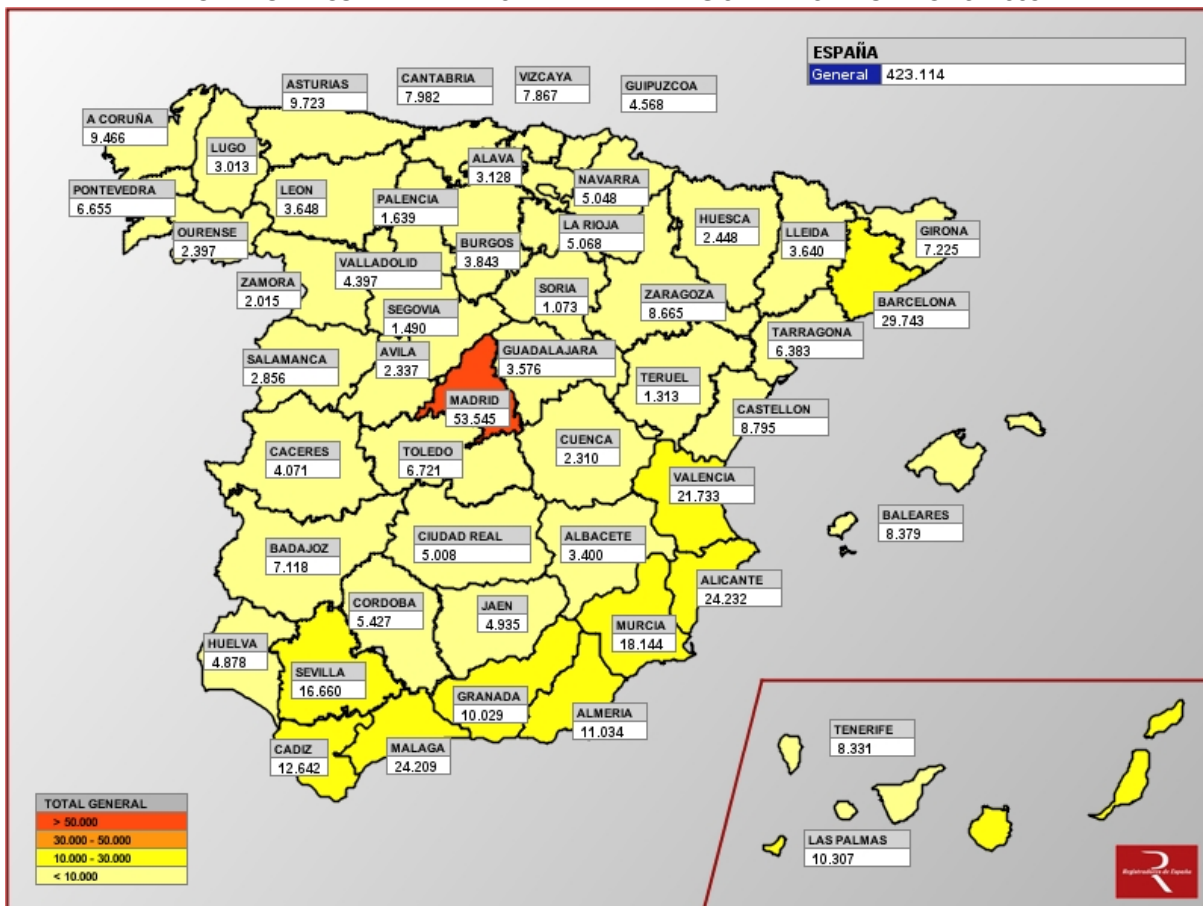 ESPAÑA
General 423.114
ASTURIAS
9.723
CANTABRIA
7.982
VIZCAYA
7.867
GUIPUZCOA
4.568
A CORUÑA
9.466
LUGO
3.013
ALAVA
3.128
NAVARRA
5.048
PONTEVEDRA
6.655
LEON
3.648
PALENCIA
1.639
LA RIOJA
5.068
HUESCA
2.448
LLEIDA
3.640
GIRONA
7.225
OURENSE
2.397
BURGOS
3.843
VALLADOLID
4.397
ZAMORA
2.015
SORIA
1.073
ZARAGOZA
8.665
BARCELONA
29.743
SEGOVIA
1.490
TARRAGONA
6.383
SALAMANCA
2.856
AVILA
2.337
GUADALAJARA
3.576
TERUEL
1.313
MADRID
53.545
CASTELLON
8.795
CACERES
4.071
TOLEDO
6.721
CUENCA
2.310
VALENCIA
21.733
BALEARES
8.379
BADAJOZ
7.118
CIUDAD REAL
5.008
ALBACETE
3.400
ALICANTE
24.232
CORDOBA
5.427
JAEN
4.935
MURCIA
18.144
HUELVA
4.878
SEVILLA
16.660
GRANADA
10.029
ALMERIA
11.034
CADIZ
12.642
MALAGA
24.209
TENERIFE
8.331
LAS PALMAS
10.307
TOTAL GENERAL
> 50.000
30.000 - 50.000
10.000 - 30.000
< 10.000
R
Registradores de España